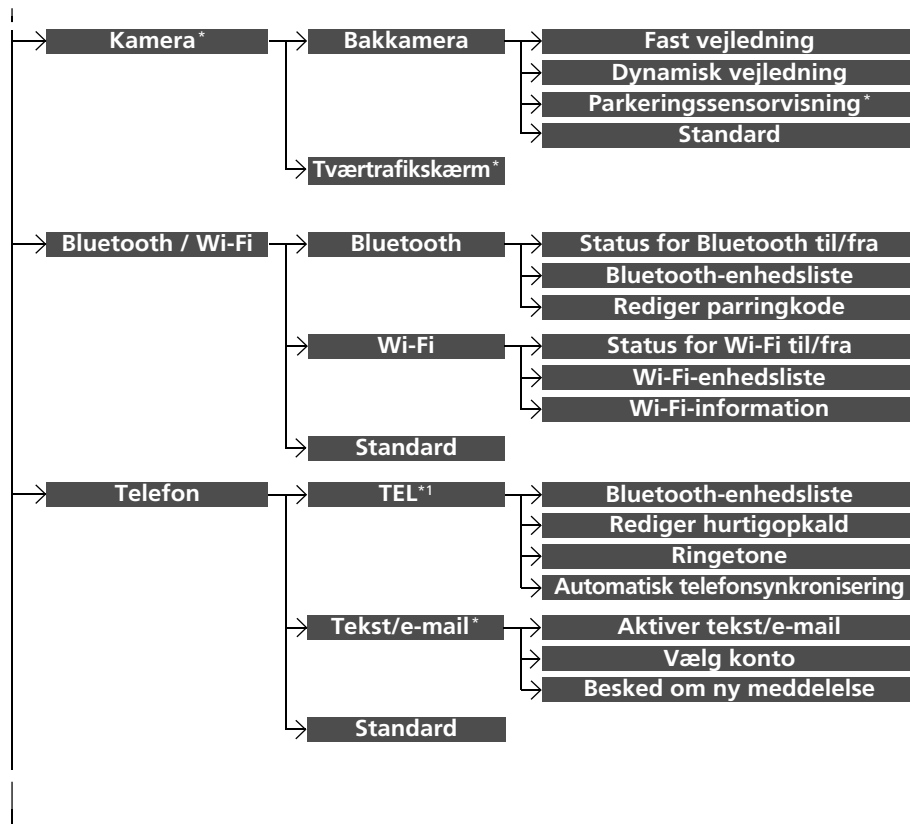 Kamera*
Bakkamera
Fast vejledning
Dynamisk vejledning
Parkeringssensorvisning*
Standard
Tværtrafikskærm*
Bluetooth / Wi-Fi
Bluetooth
Status for Bluetooth til/fra
Bluetooth-enhedsliste
Rediger parringkode
Wi-Fi
Status for Wi-Fi til/fra
Wi-Fi-enhedsliste
Wi-Fi-information
Standard
Telefon
TEL*1
Bluetooth-enhedsliste
Rediger hurtigopkald
Ringetone
Automatisk telefonsynkronisering
Tekst/e-mail*
Aktiver tekst/e-mail
Vælg konto
Besked om ny meddelelse
Standard